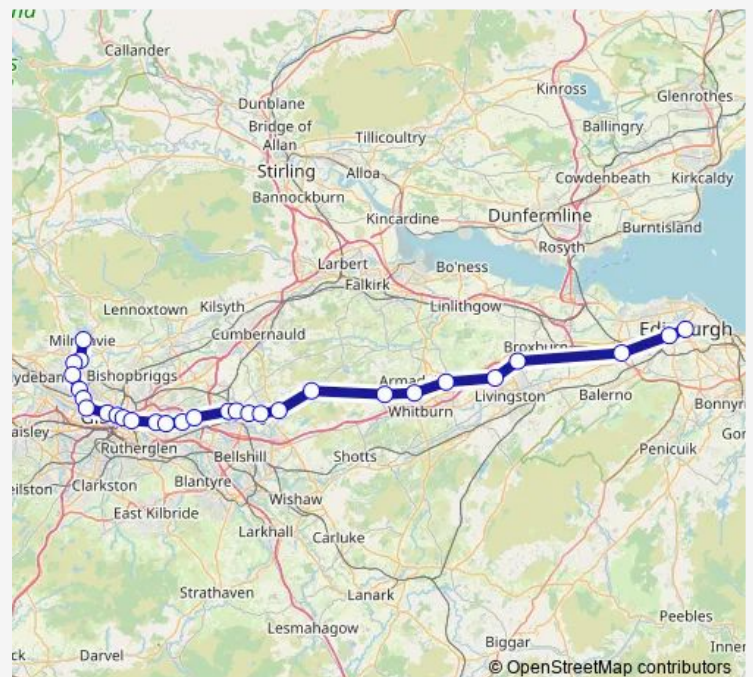 Callander
Kinross
Glenrothes
Dunblane
Bridge of
Allan
Tillicoultry
Ballingry
Stirling
Alloa
Cowdenbeath
Kirkcaldy
Bannockburn
Kincardine
Dunfermline
Burntisland
Rosyth
Larbert
Bo'ness
Falkirk
Linlithgow
Lennoxtown
Kilsyth
Cumbernauld
Broxburn
Bishopbriggs
Livingston
Balerno
Whitburn
Bonnyr
Rutherglen
Bellshill
Shotts
Penicuik
Gor
Clarkston
Blantyre
Wishaw
East Kilbride
Larkhall
Carluke
Strathaven
Lanark
Lesmahagow
Peebles
Biggar
Inner
Darvel
© OpenStreetMap contributors